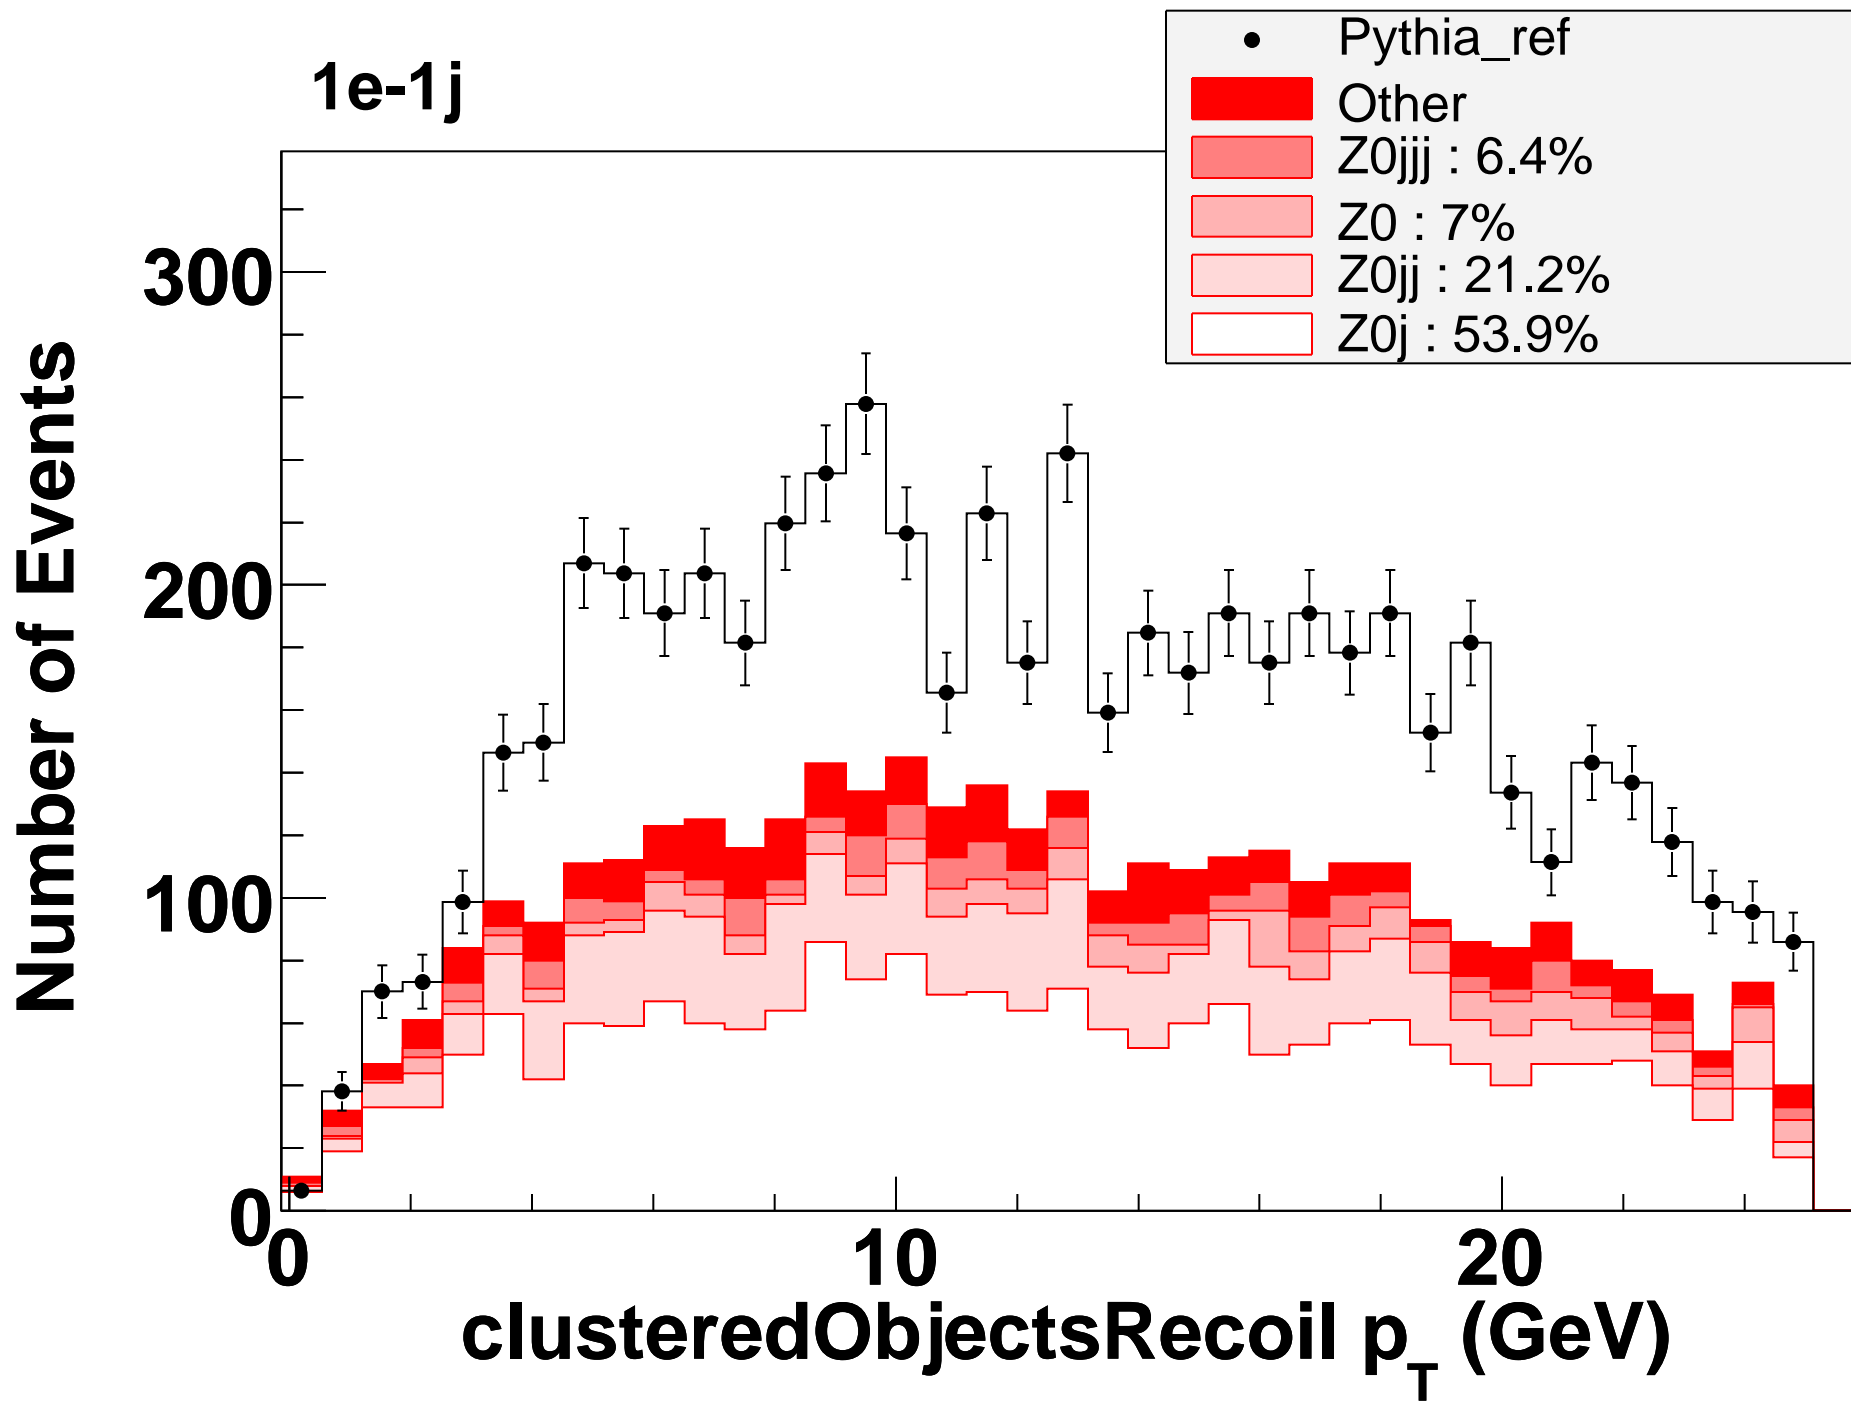 1e-1j
Pythia_ref
Other
Z0jjj : 6.4%
Z0 : 7%
Z0jj : 21.2%
Z0j : 53.9%
Number of Events
300
200
100
0
0 10 20
clusteredObjectsRecoil p_T (GeV)